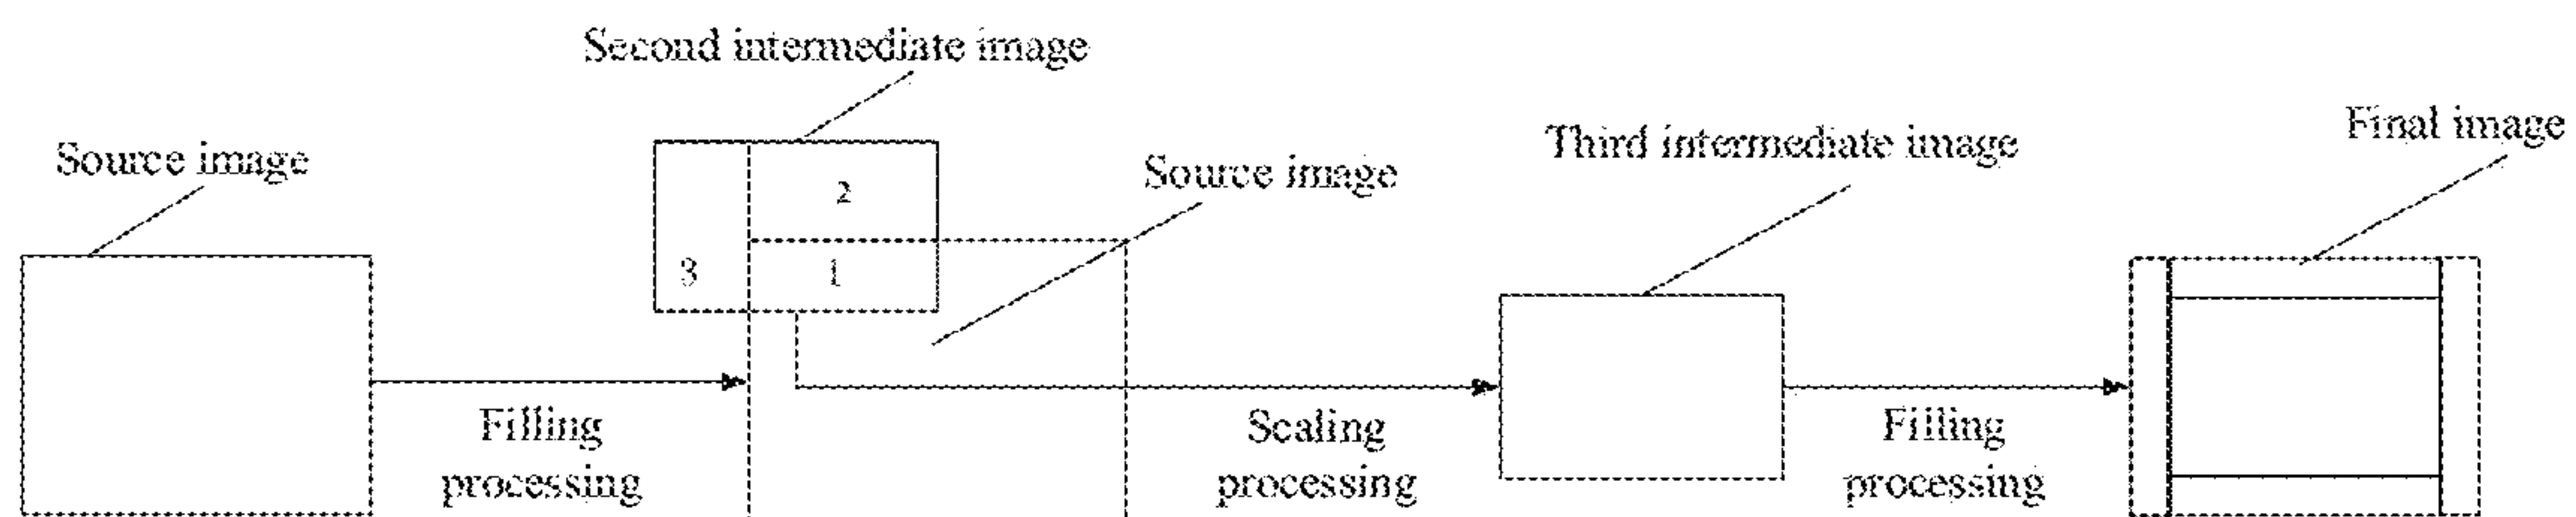 Second intermediate image
Source image
Third intermediate image
Final image
Source image
2
3
1
Filling
processing
Scaling
processing
Filling
processing